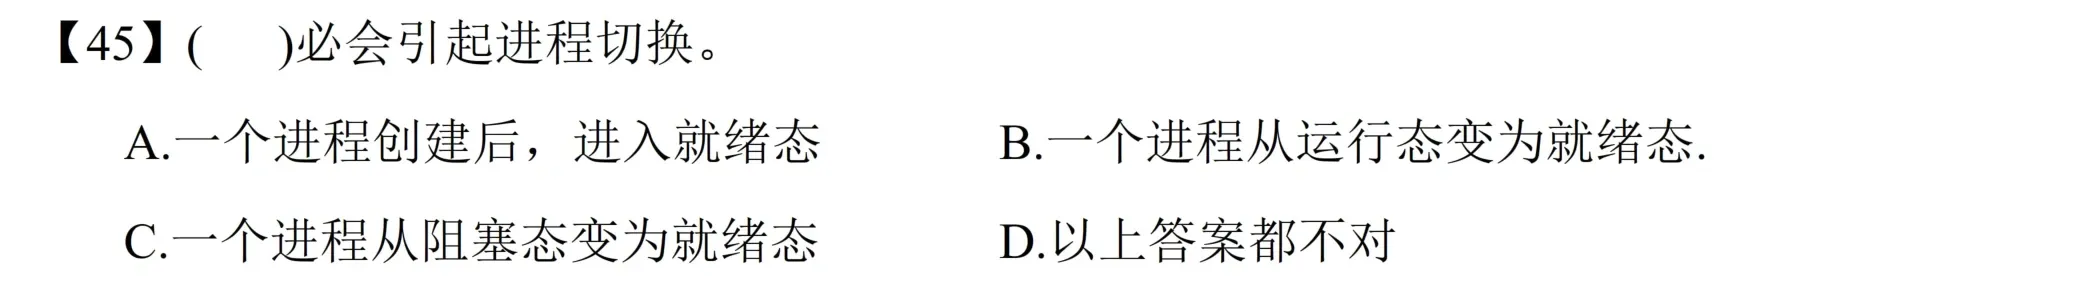 【45】( )必会引起进程切换。
A.一个进程创建后，进入就绪态 B.一个进程从运行态变为就绪态.
C.一个进程从阻塞态变为就绪态 D.以上答案都不对